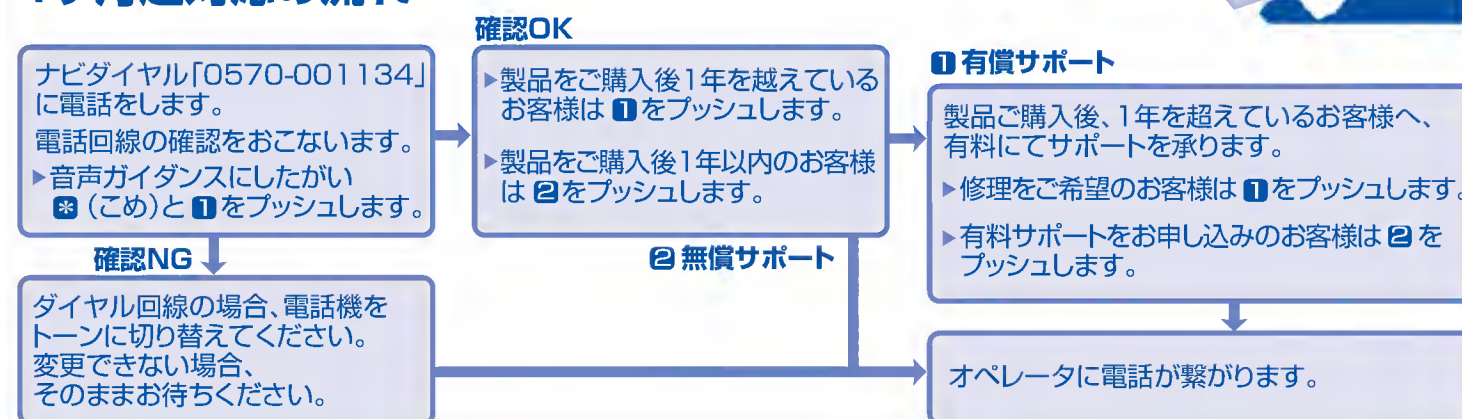 確認OK
ナビダイヤル「0570-001134」
に電話をします。
電話回線の確認をおこないます。
▶音声ガイダンスにしたがい
*(こめ)と1をプッシュします。
▶製品をご購入後1年を越えている
お客様は1をプッシュします。
▶製品をご購入後1年以内のお客様
は2をプッシュします。
1 有償サポート
製品ご購入後、1年を超えているお客様へ、
有料にてサポートを承ります。
▶修理をご希望のお客様は1をプッシュします。
▶有料サポートをお申し込みのお客様は2を
プッシュします。
確認NG
2 無償サポート
ダイヤル回線の場合、電話機を
トーンに切り替えてください。
変更できない場合、
そのままお待ちください。
オペレータに電話が繋がります。